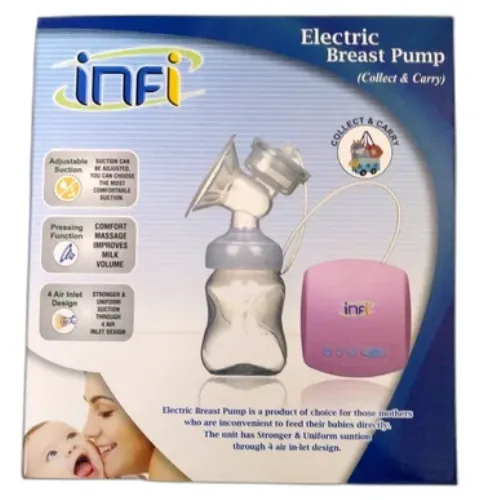 infi
Electric
Breast Pump
(Collect & Carry)
COLLECT & CARRY
Adjustable
Suction
SUCTION CAN
BE ADJUSTED.
YOU CAN CHOOSE
THE MOST
COMFORTABLE
SUCTION
Pressing
Function
COMFORT
MASSAGE
IMPROVES
MILK
VOLUME
4 Air Inlet
Design
STRONGER &
UNIFORM
SUCTION
THROUGH
4 AIR
INLET DESIGN
infi
Electric Breast Pump is a product of choice for those mothers
who are inconvenient to feed their babies directly.
The unit has Stronger & Uniform suntion
through 4 air in-let design.